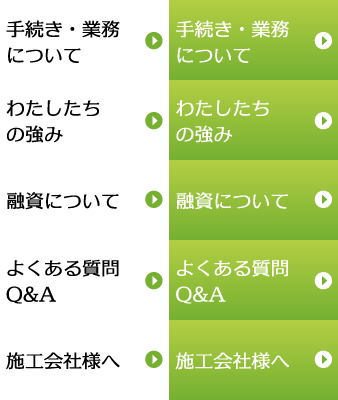 手続き・業務
について
手続き・業務
について
わたしたち
の強み
わたしたち
の強み
融資について
融資について
よくある質問
Q&A
よくある質問
Q&A
施工会社様へ
施工会社様へ